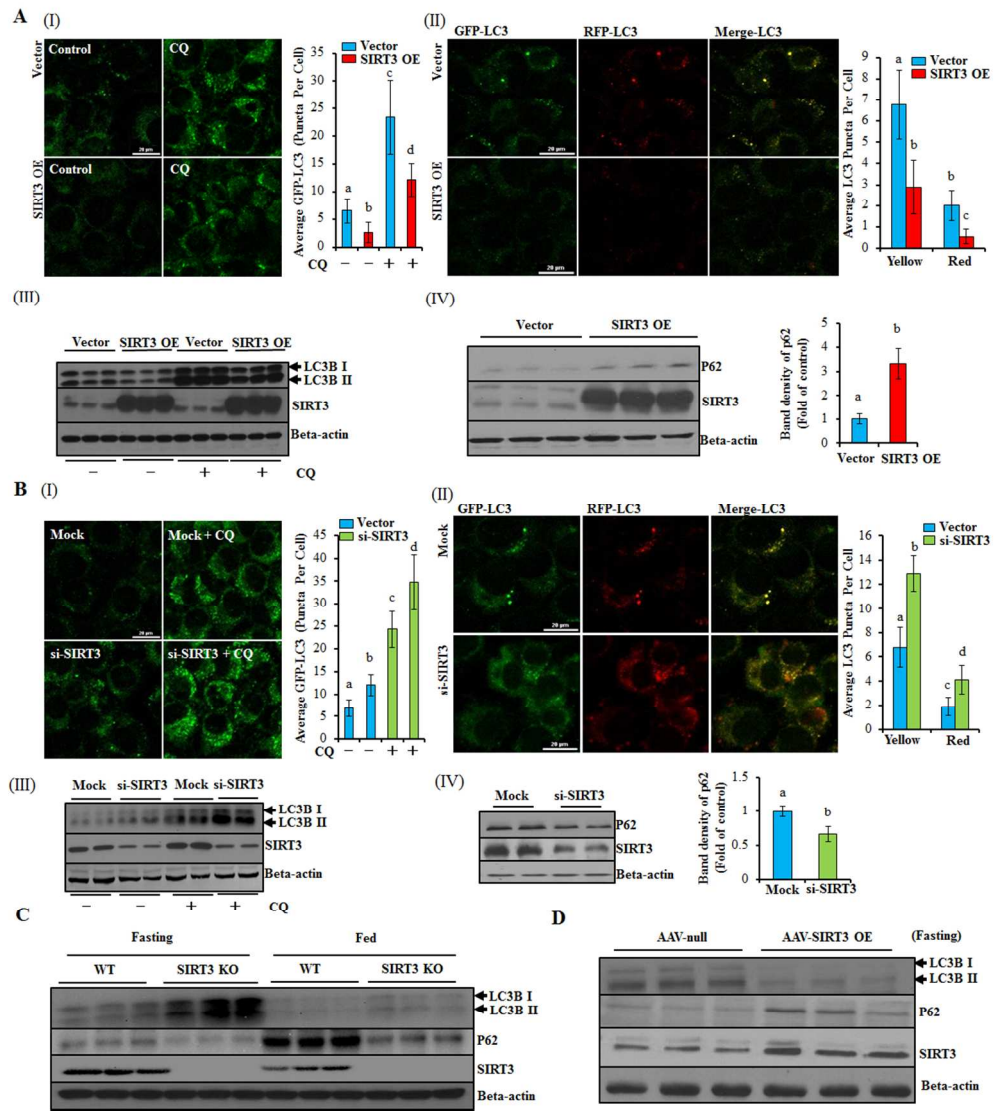 A
(I)
Vector
SIRT3 OE
Control
CQ
Control
CQ
20 μm
Average GFP-LC3 (Puncta Per Cell)
40
35
30
25
20
15
10
5
0
Vector
SIRT3 OE
a
b
c
d
CQ − − + +
(II)
GFP-LC3 RFP-LC3 Merge-LC3
Vector
SIRT3 OE
20 μm
20 μm
Average LC3 Puncta Per Cell
9
8
7
6
5
4
3
2
1
0
Vector
SIRT3 OE
a
b
b
c
Yellow Red
(III)
Vector SIRT3 OE Vector SIRT3 OE
LC3B I
LC3B II
SIRT3
Beta-actin
− − + + CQ
(IV)
Vector SIRT3 OE
P62
SIRT3
Beta-actin
Band density of p62
(Fold of control)
5
4
3
2
1
0
a
b
Vector SIRT3 OE
B
(I)
Mock
Mock + CQ
si-SIRT3
si-SIRT3 + CQ
20 μm
Average GFP-LC3 (Puncta Per Cell)
45
40
35
30
25
20
15
10
5
0
Vector
si-SIRT3
a
b
c
d
CQ − − + +
(II)
GFP-LC3 RFP-LC3 Merge-LC3
Mock
si-SIRT3
20 μm
20 μm
Average LC3 Puncta Per Cell
16
14
12
10
8
6
4
2
0
Vector
si-SIRT3
a
b
c
d
Yellow Red
(III)
Mock si-SIRT3 Mock si-SIRT3
LC3B I
LC3B II
SIRT3
Beta-actin
− − + + CQ
(IV)
Mock si-SIRT3
P62
SIRT3
Beta-actin
Band density of p62
(Fold of control)
1.5
1
0.5
0
a
b
Mock si-SIRT3
C
Fasting Fed
WT SIRT3 KO WT SIRT3 KO
LC3B I
LC3B II
P62
SIRT3
Beta-actin
D
AAV-null AAV-SIRT3 OE (Fasting)
LC3B I
LC3B II
P62
SIRT3
Beta-actin